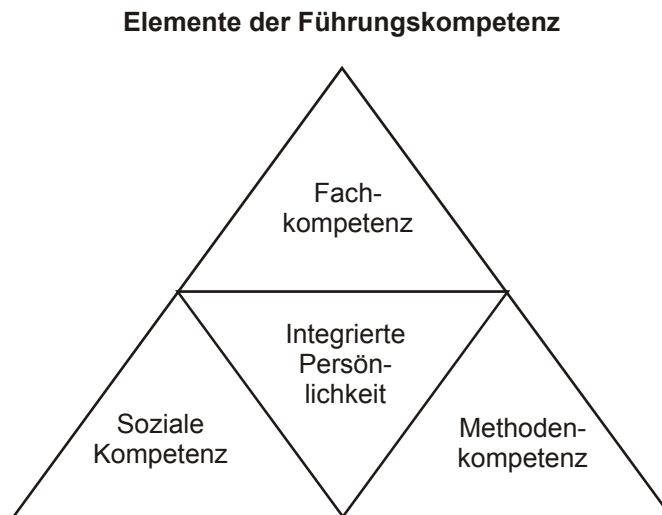 Elemente der Führungskompetenz
Fach-
kompetenz
Integrierte
Persön-
lichkeit
Soziale
Kompetenz
Methoden-
kompetenz